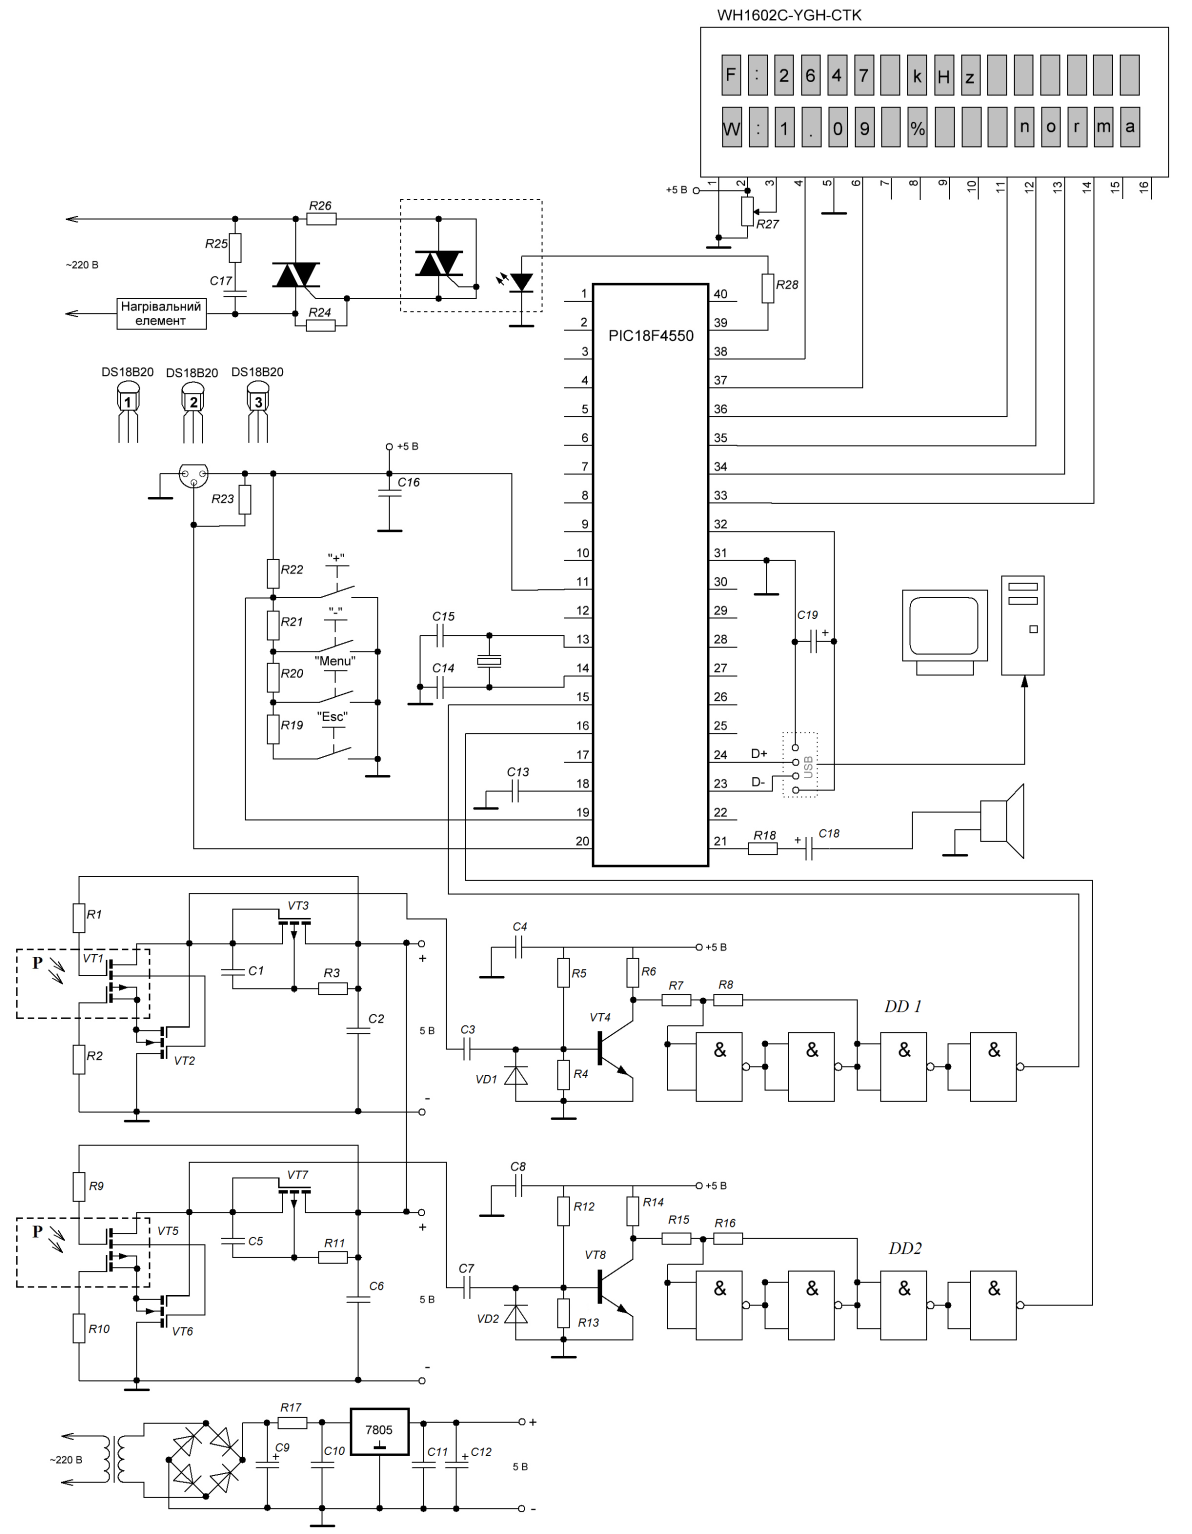 WH1602C-YGH-CTK
F : 2 6 4 7 k H z
W : 1 . 0 9 % n o r m a
1 2 3 4 5 6 7 8 9 10 11 12 13 14 15 16
+5 В
R27
R26
R25
~220 В
C17
R24
Нагрівальний
елемент
R28
PIC18F4550
1 40
2 39
3 38
4 37
5 36
6 35
7 34
8 33
9 32
10 31
11 30
12 29
13 28
14 27
15 26
16 25
17 24
18 23
19 22
20 21
DS18B20 DS18B20 DS18B20
1 2 3
+5 В
C16
R23
R22
"+"
R21
"-"
R20
"Menu"
R19
"Esc"
C15
C14
C13
C19
+
D+
D-
USB
R18
+
C18
R1
P
VT1
R2
VT2
VT3
C1
R3
C2
+
5 В
-
C3
C4
+5 В
R5
R6
VT4
VD1
R4
R7
R8
DD 1
& & & &
R9
P
VT5
R10
VT6
VT7
C5
R11
C6
+
5 В
-
C7
C8
+5 В
R12
R14
VT8
VD2
R13
R15
R16
DD2
& & & &
~220 В
R17
C9
+
C10
7805
C11
+
C12
+
5 В
-